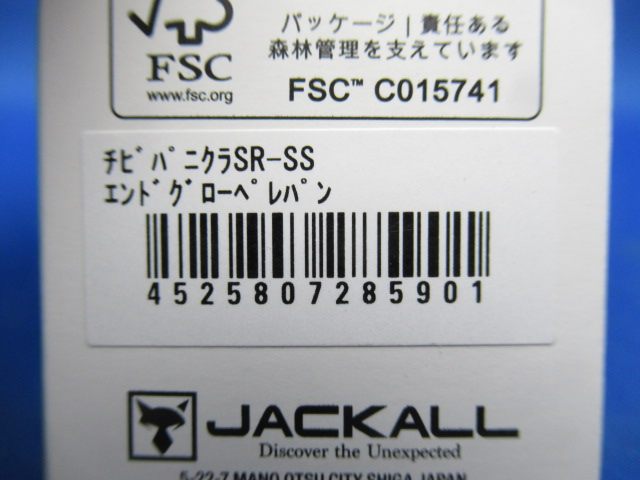 FSC
www.fsc.org
パッケージ | 責任ある
森林管理を支えています
FSC™ C015741
ﾁﾋﾞﾊﾟﾆｸﾗSR-SS
ｴﾝﾄﾞｸﾞﾛｰﾍﾟﾚﾊﾟﾝ
4525807285901
JACKALL
Discover the Unexpected
5-22-7 MANO OTSU CITY SHIGA JAPAN